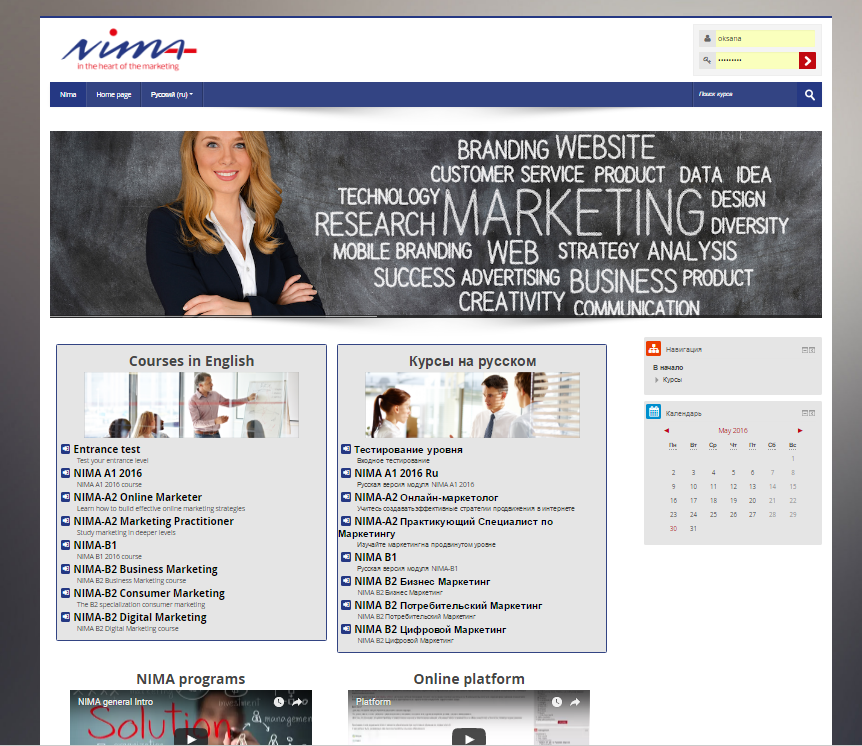 NIMA
in the heart of the marketing
oksana
Nima
Home page
Русский (ru)
Поиск курса
BRANDING WEBSITE
CUSTOMER SERVICE PRODUCT DATA IDEA
TECHNOLOGY MARKETING DESIGN
RESEARCH DIVERSITY
MOBILE BRANDING WEB STRATEGY ANALYSIS
SUCCESS ADVERTISING BUSINESS PRODUCT
CREATIVITY COMMUNICATION
Courses in English
Entrance test
Test your entrance level
NIMA A1 2016
NIMA A1 2016 course
NIMA-A2 Online Marketer
Learn how to build effective online marketing strategies
NIMA-A2 Marketing Practitioner
Study marketing in deeper levels
NIMA-B1
NIMA B1 2016 course
NIMA-B2 Business Marketing
NIMA B2 Business Marketing course
NIMA-B2 Consumer Marketing
The B2 specialization consumer marketing
NIMA-B2 Digital Marketing
NIMA B2 Digital Marketing course
Курсы на русском
Тестирование уровня
Входное тестирование
NIMA A1 2016 Ru
Русская версия модуля NIMA A1 2016
NIMA-A2 Онлайн-маркетолог
Учитесь создавать эффективные стратегии продвижения в интернете
NIMA-A2 Практикующий Специалист по
Маркетингу
Изучайте маркетинг на продвинутом уровне
NIMA B1
Русская версия модуля NIMA-B1
NIMA B2 Бизнес Маркетинг
NIMA B2 Бизнес Маркетинг
NIMA B2 Потребительский Маркетинг
NIMA B2 Потребительский Маркетинг
NIMA B2 Цифровой Маркетинг
NIMA B2 Цифровой Маркетинг
Навигация
В начало
Курсы
Календарь
May 2016
Пн Вт Ср Чт Пт Сб Вс
1
2 3 4 5 6 7 8
9 10 11 12 13 14 15
16 17 18 19 20 21 22
23 24 25 26 27 28 29
30 31
NIMA programs
NIMA general Intro
Solution
management
Online platform
Platform